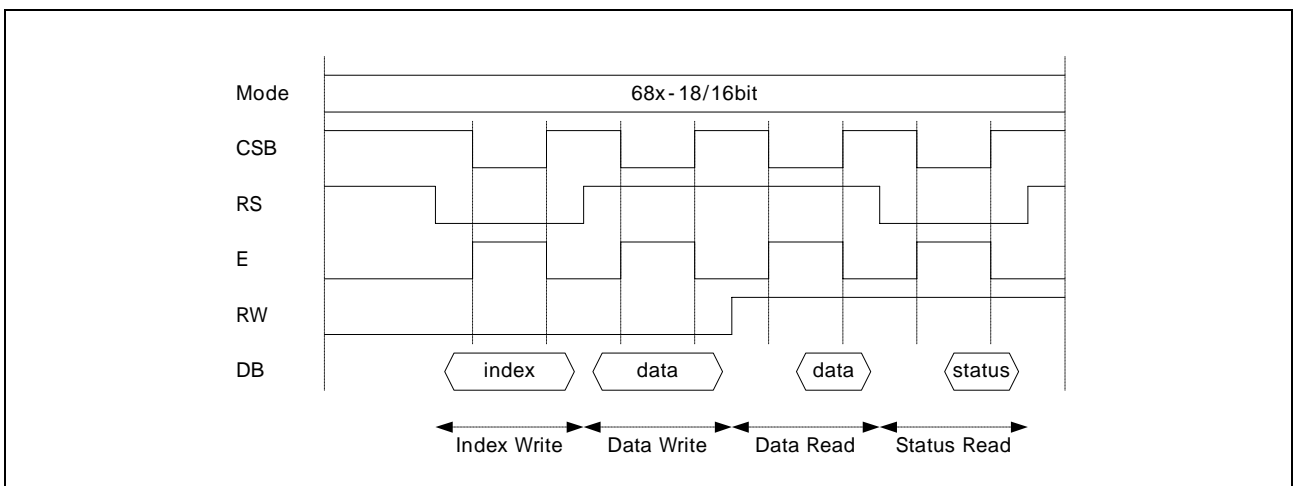 Mode 68x-18/16bit
CSB
RS
E
RW
DB index data data status
Index Write Data Write Data Read Status Read